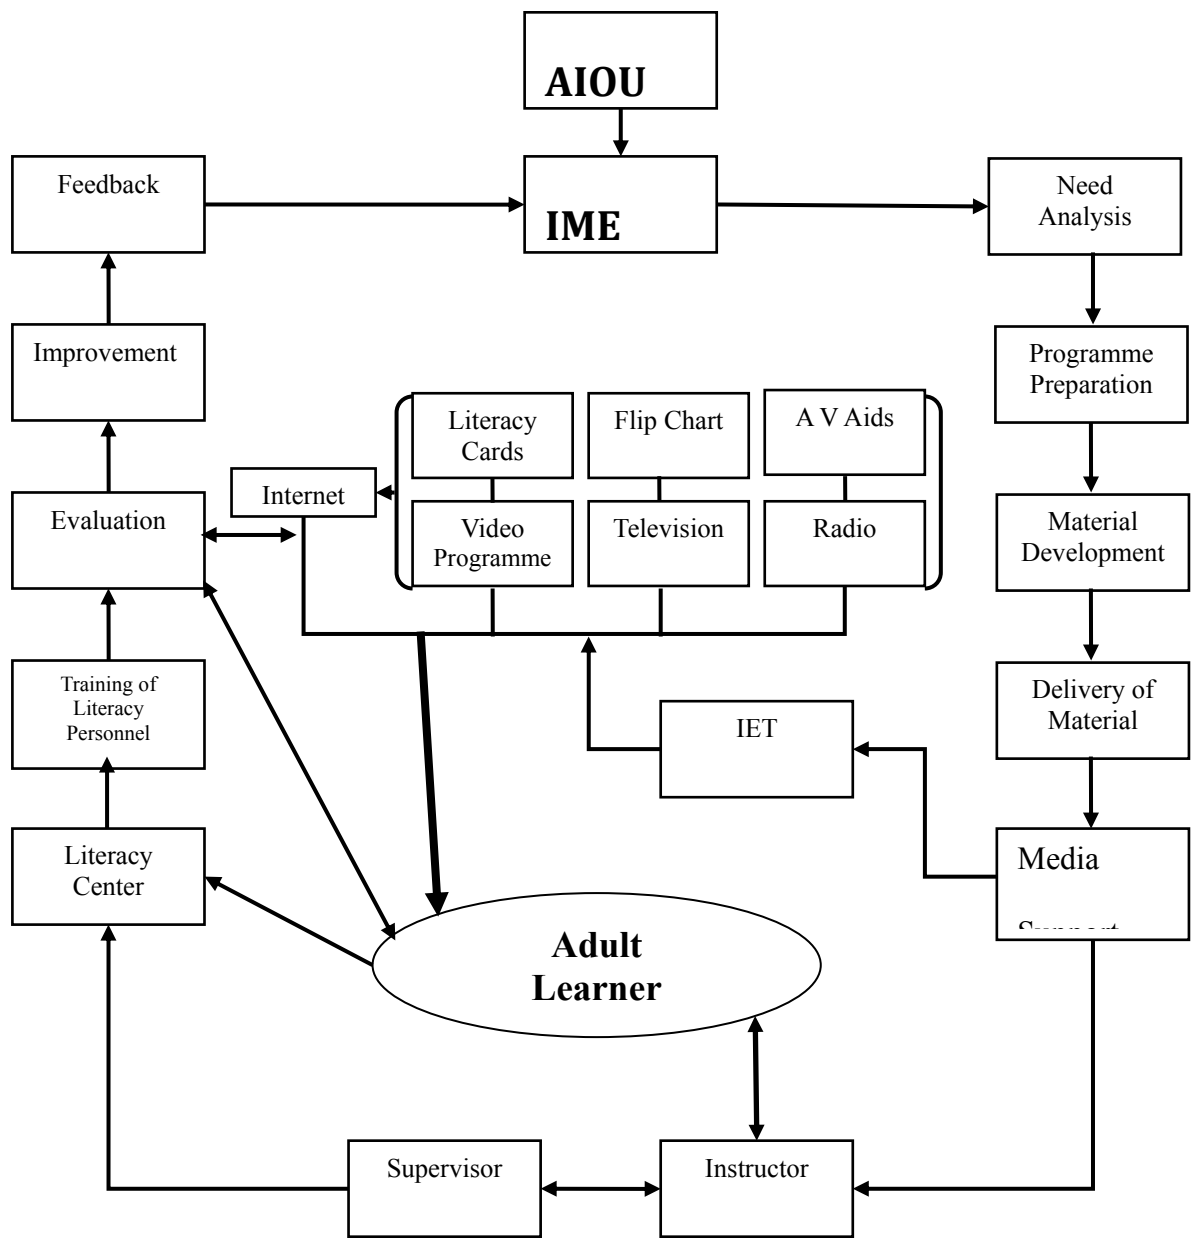 AIOU
Feedback
IME
Need
Analysis
Improvement
Programme
Preparation
Literacy
Cards
Flip Chart
A V Aids
Internet
Evaluation
Video
Programme
Television
Radio
Material
Development
Training of
Literacy
Personnel
IET
Delivery of
Material
Literacy
Center
Media
Adult
Learner
Supervisor
Instructor